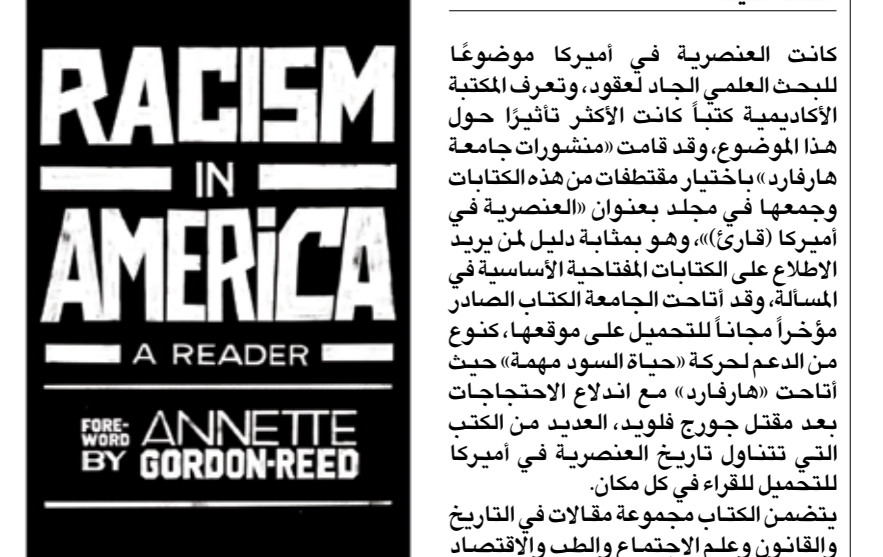 RACISM
IN
AMERICA
A READER
FORE-
WORD
BY ANNETTE
GORDON-REED
كانت العنصرية في أميركا موضوعًا
للبحث العلمي الجاد لعقود، وتعرف المكتبة
الأكاديمية كتباً كانت الأكثر تأثيرًا حول
هذا الموضوع، وقد قامت «منشورات جامعة
هارفارد» باختيار مقتطفات من هذه الكتابات
وجمعها في مجلد بعنوان «العنصرية في
أميركا (قارئ)»، وهو بمثابة دليل لمن يريد
الاطلاع على الكتابات المفتاحية الأساسية في
المسألة، وقد أتاحت الجامعة الكتاب الصادر
مؤخراً مجاناً للتحميل على موقعها، كنوع
من الدعم لحركة «حياة السود مهمة» حيث
أتاحت «هارفارد» مع اندلاع الاحتجاجات
بعد مقتل جورج فلويد، العديد من الكتب
التي تتناول تاريخ العنصرية في أميركا
للتحميل للقراء في كل مكان.
يتضمن الكتاب مجموعة مقالات في التاريخ
والقانون وعلم الاجتماع والطب والاقتصاد